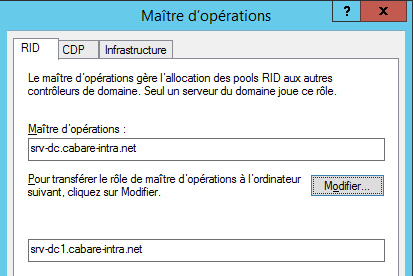 Maître d'opérations
? x
RID CDP Infrastructure
Le maître d'opérations gère l'allocation des pools RID aux autres
contrôleurs de domaine. Seul un serveur du domaine joue ce rôle.
Maître d'opérations :
srv-dc.cabare-intra.net
Pour transférer le rôle de maître d'opérations à l'ordinateur
suivant, cliquez sur Modifier.
Modifier...
srv-dc1.cabare-intra.net